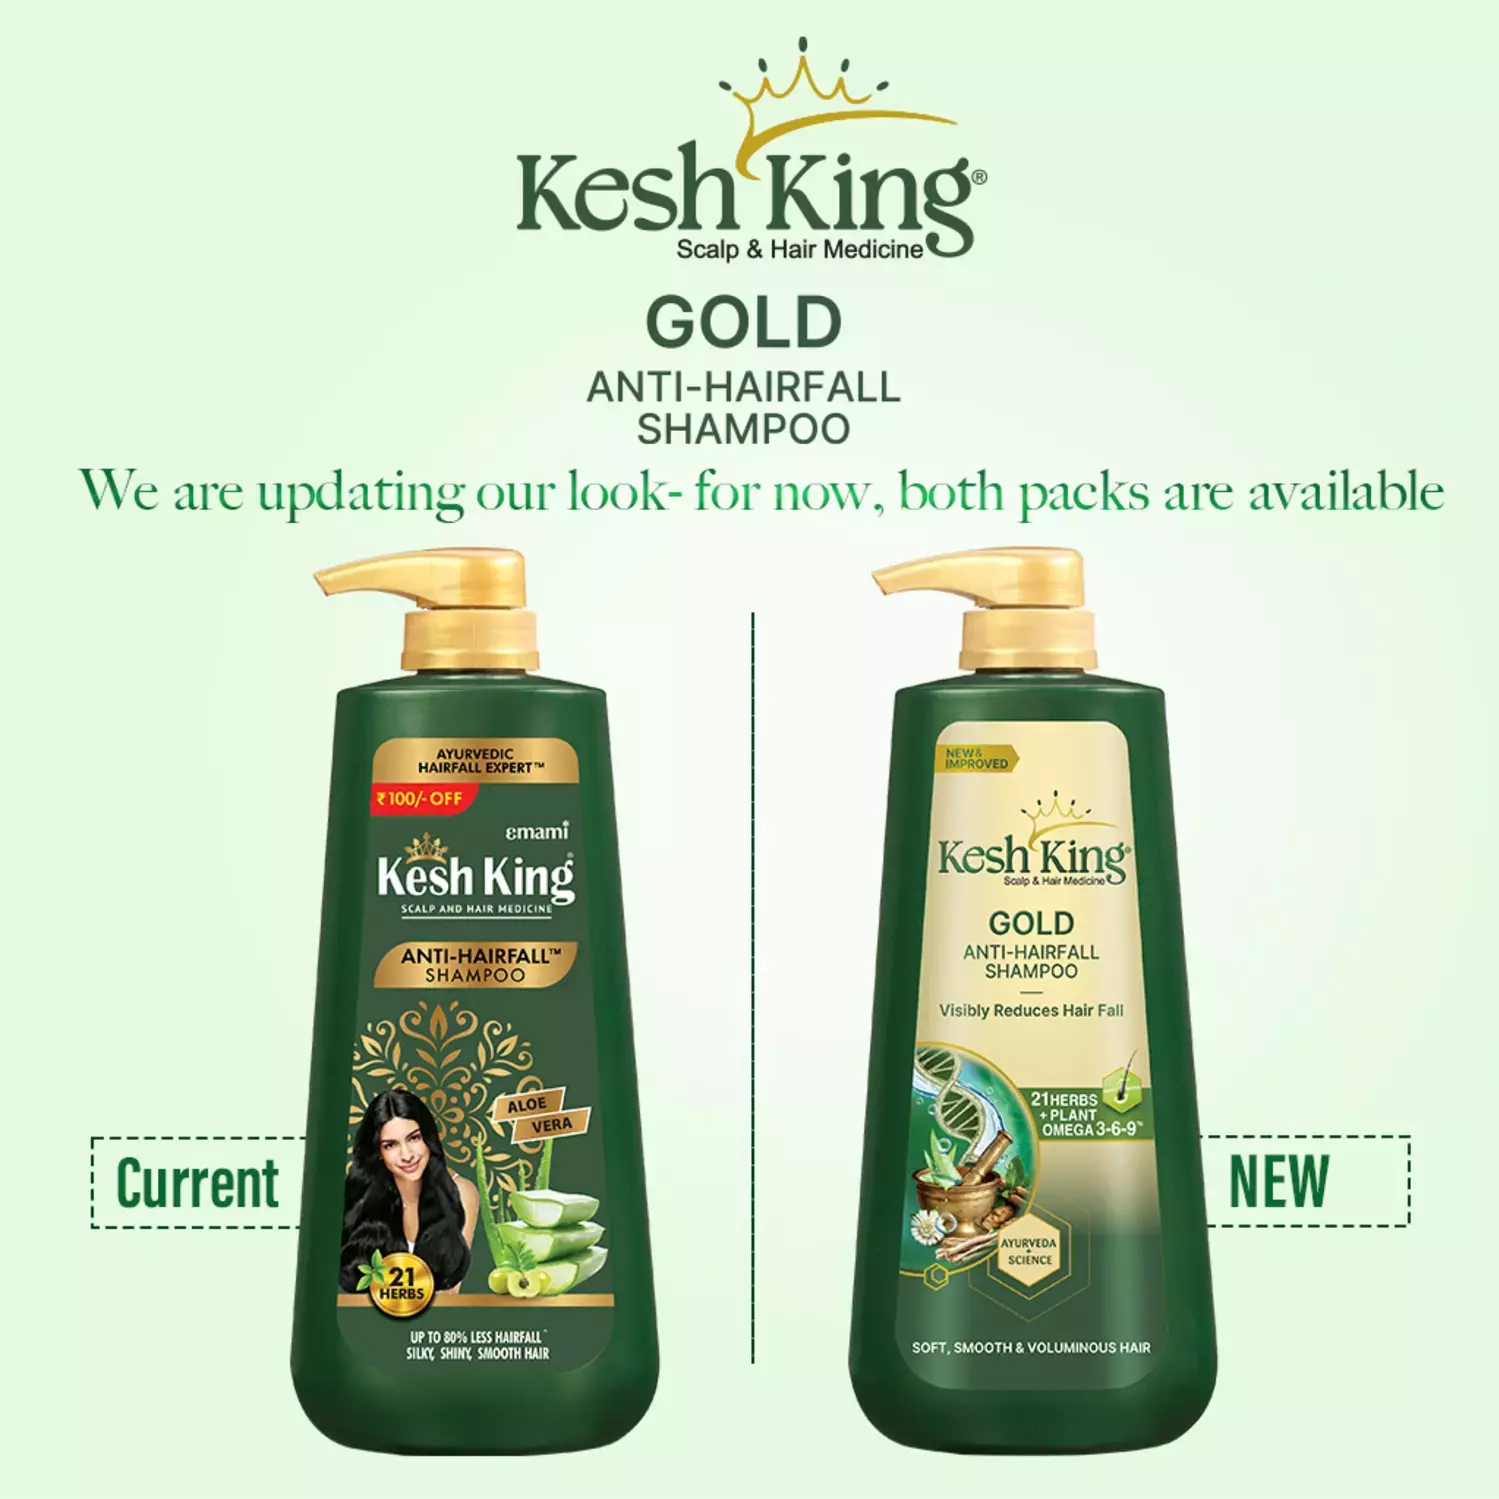 Kesh King®
Scalp & Hair Medicine
GOLD
ANTI-HAIRFALL
SHAMPOO
We are updating our look- for now, both packs are available
AYURVEDIC
HAIRFALL EXPERT™
₹100/- OFF
emami
Kesh King®
SCALP AND HAIR MEDICINE
ANTI-HAIRFALL™
SHAMPOO
ALOE
VERA
21
HERBS
UP TO 80% LESS HAIRFALL^
SILKY, SHINY, SMOOTH HAIR
Current
NEW &
IMPROVED
Kesh King®
Scalp & Hair Medicine
GOLD
ANTI-HAIRFALL
SHAMPOO
Visibly Reduces Hair Fall
21HERBS
+ PLANT
OMEGA 3-6-9™
AYURVEDA
+
SCIENCE
SOFT, SMOOTH & VOLUMINOUS HAIR
NEW